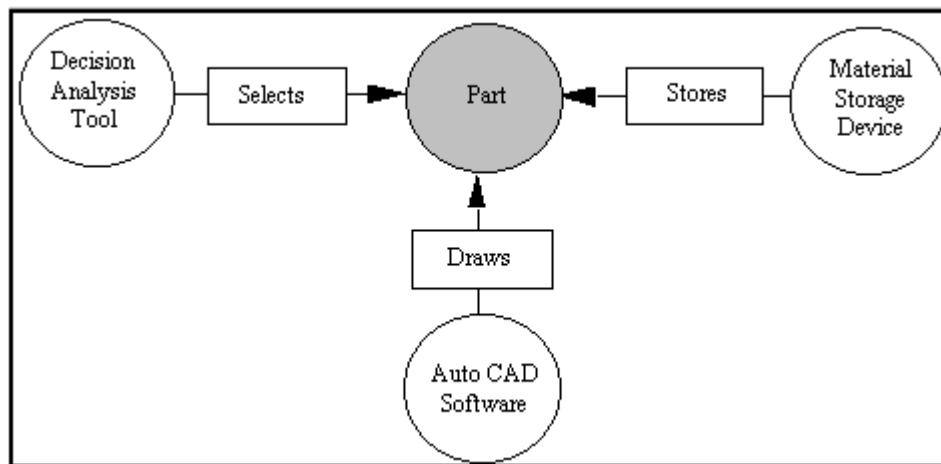 Decision
Analysis
Tool
Selects
Part
Stores
Material
Storage
Device
Draws
Auto CAD
Software